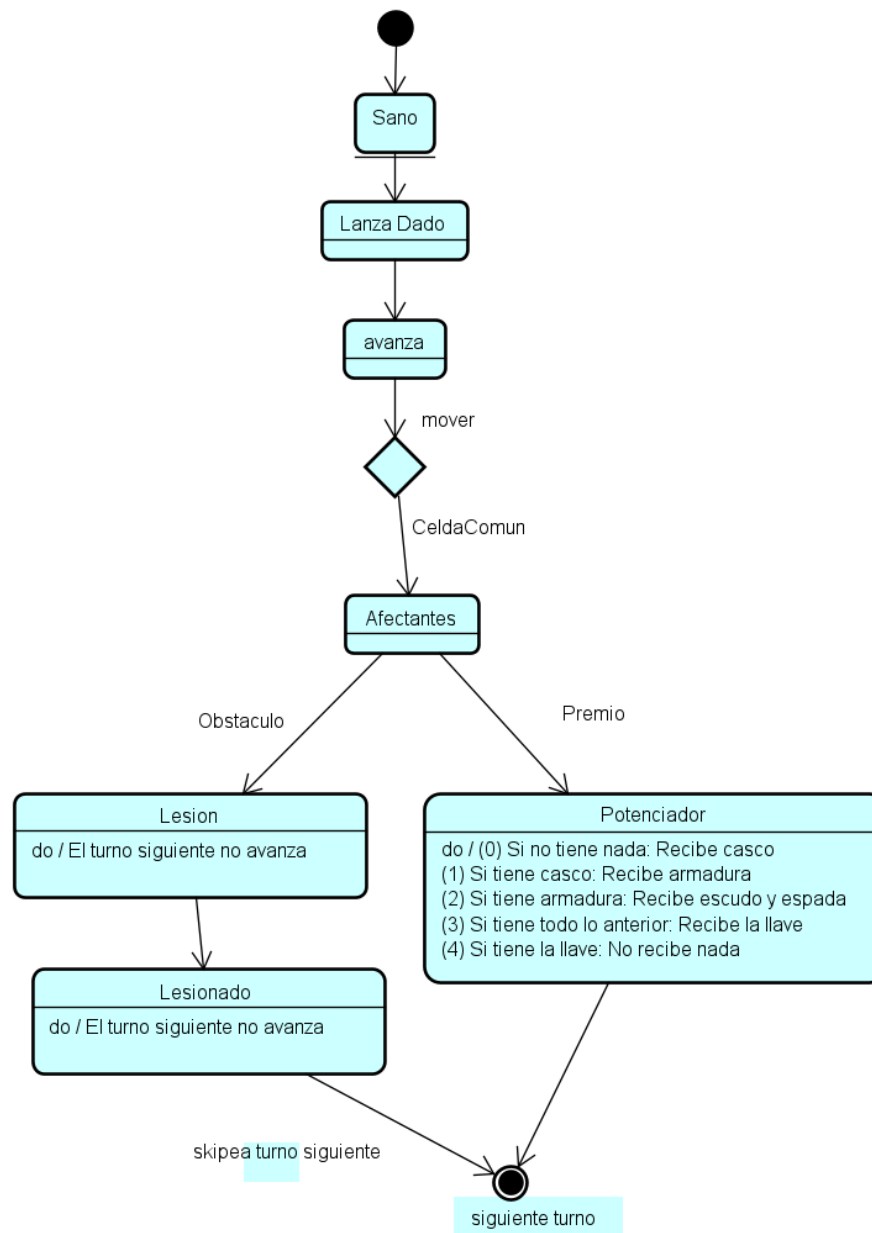 Sano
Lanza Dado
avanza
mover
CeldaComun
Afectantes
Obstaculo
Premio
Lesion
do / El turno siguiente no avanza
Potenciador
do / (0) Si no tiene nada: Recibe casco
(1) Si tiene casco: Recibe armadura
(2) Si tiene armadura: Recibe escudo y espada
(3) Si tiene todo lo anterior: Recibe la llave
(4) Si tiene la llave: No recibe nada
Lesionado
do / El turno siguiente no avanza
skipea turno siguiente
siguiente turno